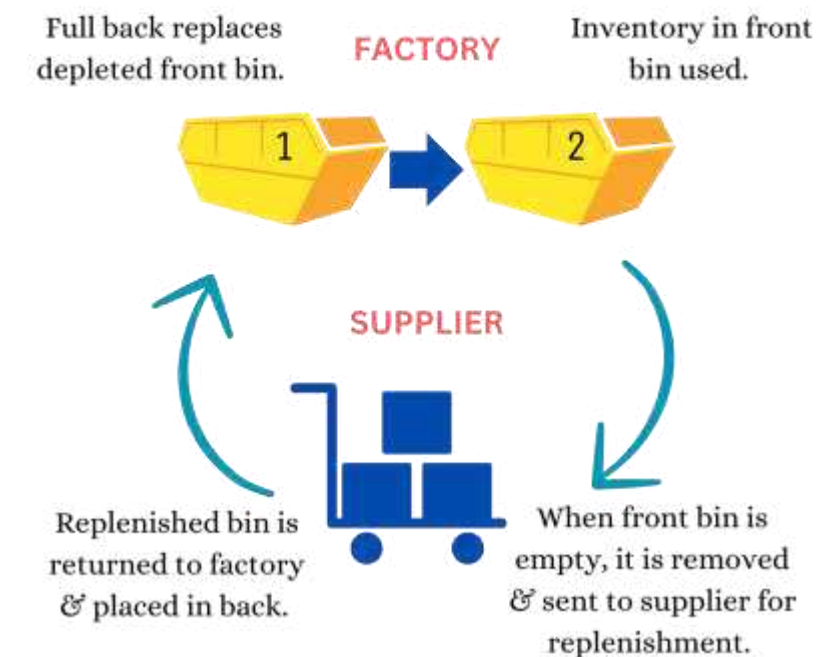 Full back replaces
depleted front bin.
FACTORY
Inventory in front
bin used.
1
2
SUPPLIER
Replenished bin is
returned to factory
& placed in back.
When front bin is
empty, it is removed
& sent to supplier for
replenishment.